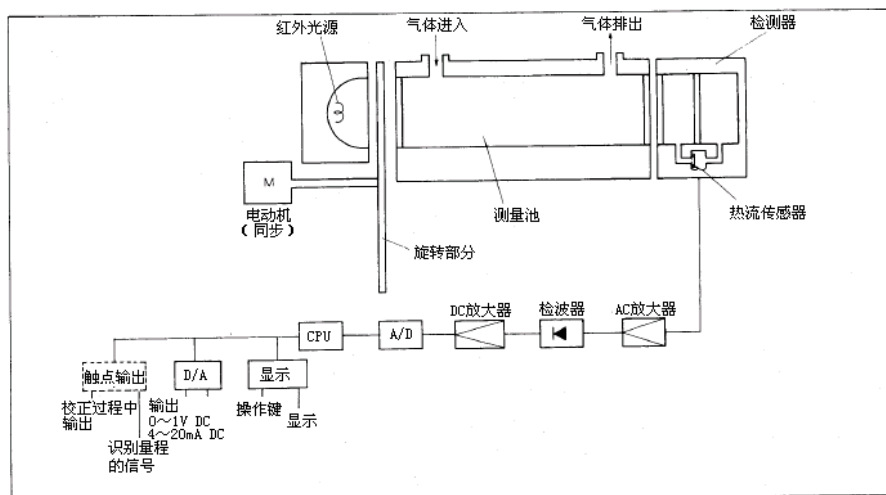 红外光源
气体进入
气体排出
检测器
M
电动机
(同步)
测量池
热流传感器
旋转部分
DC放大器
检波器
AC放大器
CPU
A/D
触点输出
D/A
显示
校正过程中
输出
输出
0～1V DC
4～20mA DC
操作键
显示
识别量程
的信号